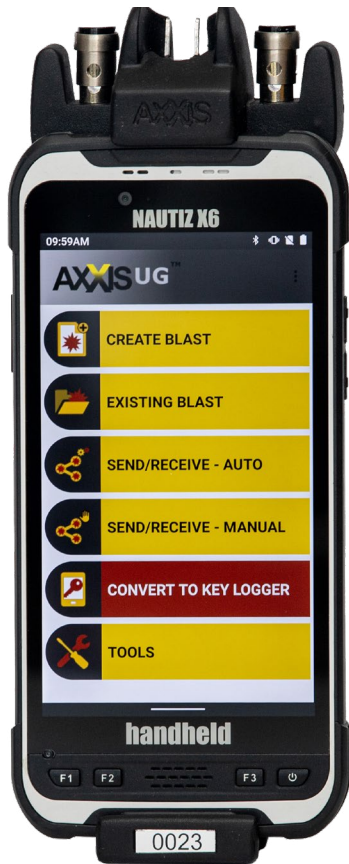 AXXIS
NAUTIZ X6
09:59AM
AXXIS UG™
CREATE BLAST
EXISTING BLAST
SEND/RECEIVE - AUTO
SEND/RECEIVE - MANUAL
CONVERT TO KEY LOGGER
TOOLS
handheld
F1 F2 F3
0023